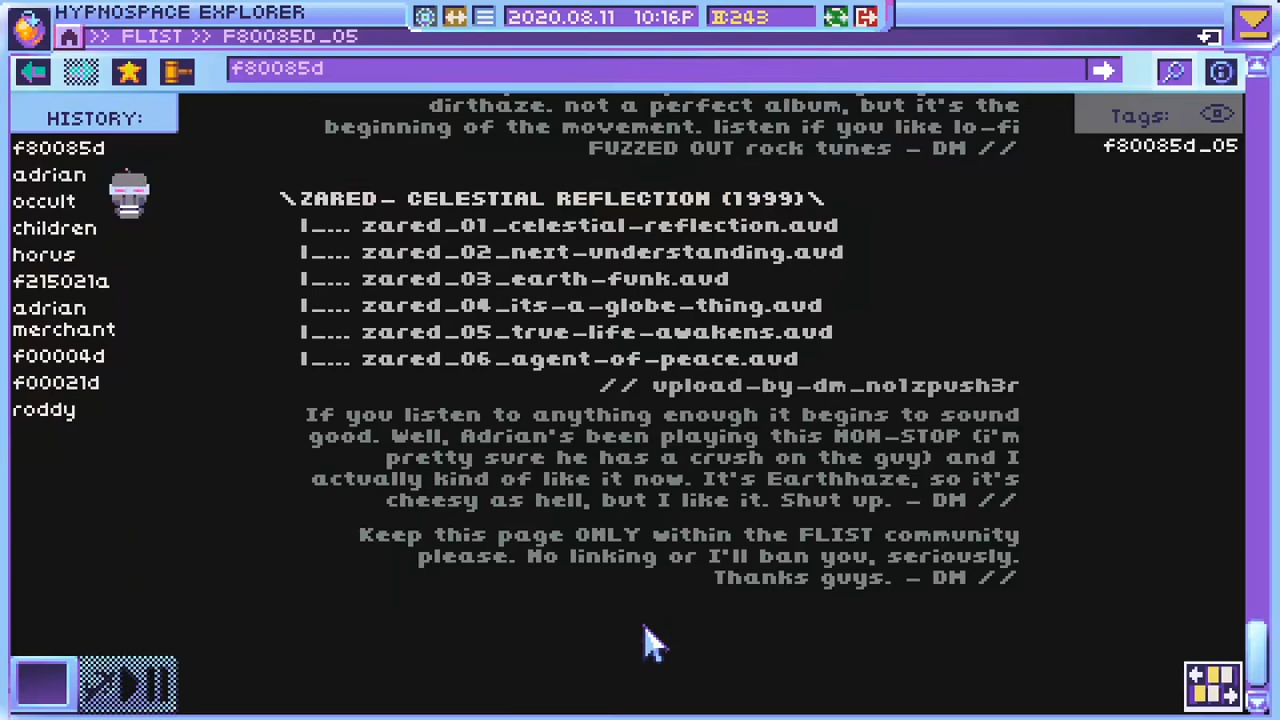 HYPNOSPACE EXPLORER
2020.08.11 10:16P
243
>> FLIST >> F80085D_05
f80085d
HISTORY:
f80085d
adrian
occult
children
horus
f215021a
adrian
merchant
f00004d
f00021d
roddy
Tags:
f80085d_05
dirthaze. not a perfect album, but it's the
beginning of the movement. listen if you like lo-fi
FUZZED OUT rock tunes - DM //
\ZARED- CELESTIAL REFLECTION (1999)\
|_... zared_01_celestial-reflection.avd
|_... zared_02_next-understanding.avd
|_... zared_03_earth-funk.avd
|_... zared_04_its-a-globe-thing.avd
|_... zared_05_true-life-awakens.avd
|_... zared_06_agent-of-peace.avd
// upload-by-dm_no1zpush3r
If you listen to anything enough it begins to sound
good. Well, Adrian's been playing this NON-STOP (i'm
pretty sure he has a crush on the guy) and I
actually kind of like it now. It's Earthhaze, so it's
cheesy as hell, but I like it. Shut up. - DM //
Keep this page ONLY within the FLIST community
please. No linking or I'll ban you, seriously.
Thanks guys. - DM //